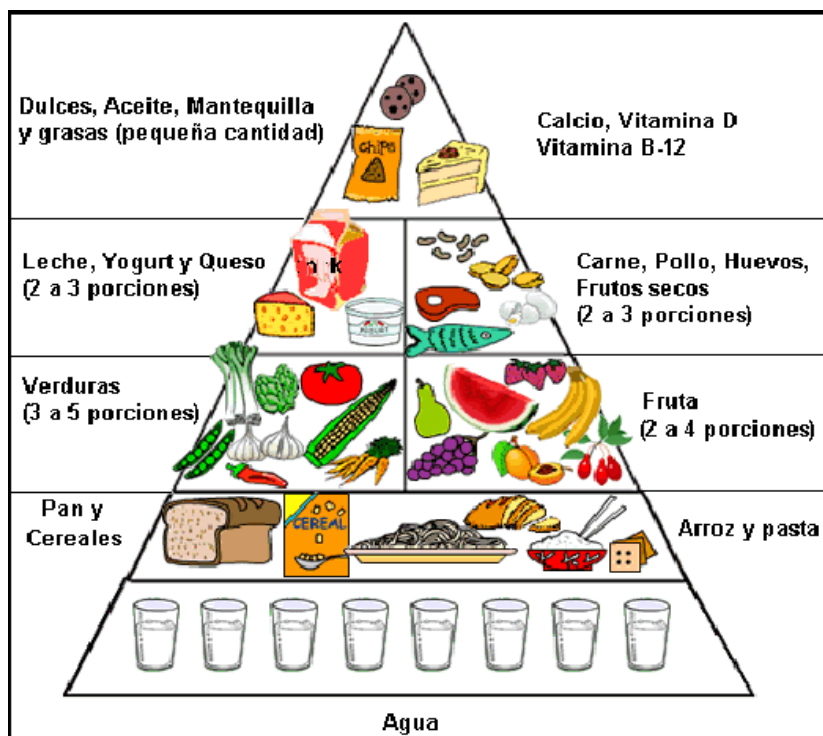 Dulces, Aceite, Mantequilla
y grasas (pequeña cantidad)
Calcio, Vitamina D
Vitamina B-12
CHIPS
Leche, Yogurt y Queso
(2 a 3 porciones)
Carne, Pollo, Huevos,
Frutos secos
(2 a 3 porciones)
Verduras
(3 a 5 porciones)
Fruta
(2 a 4 porciones)
Pan y
Cereales
CEREAL
Arroz y pasta
Agua